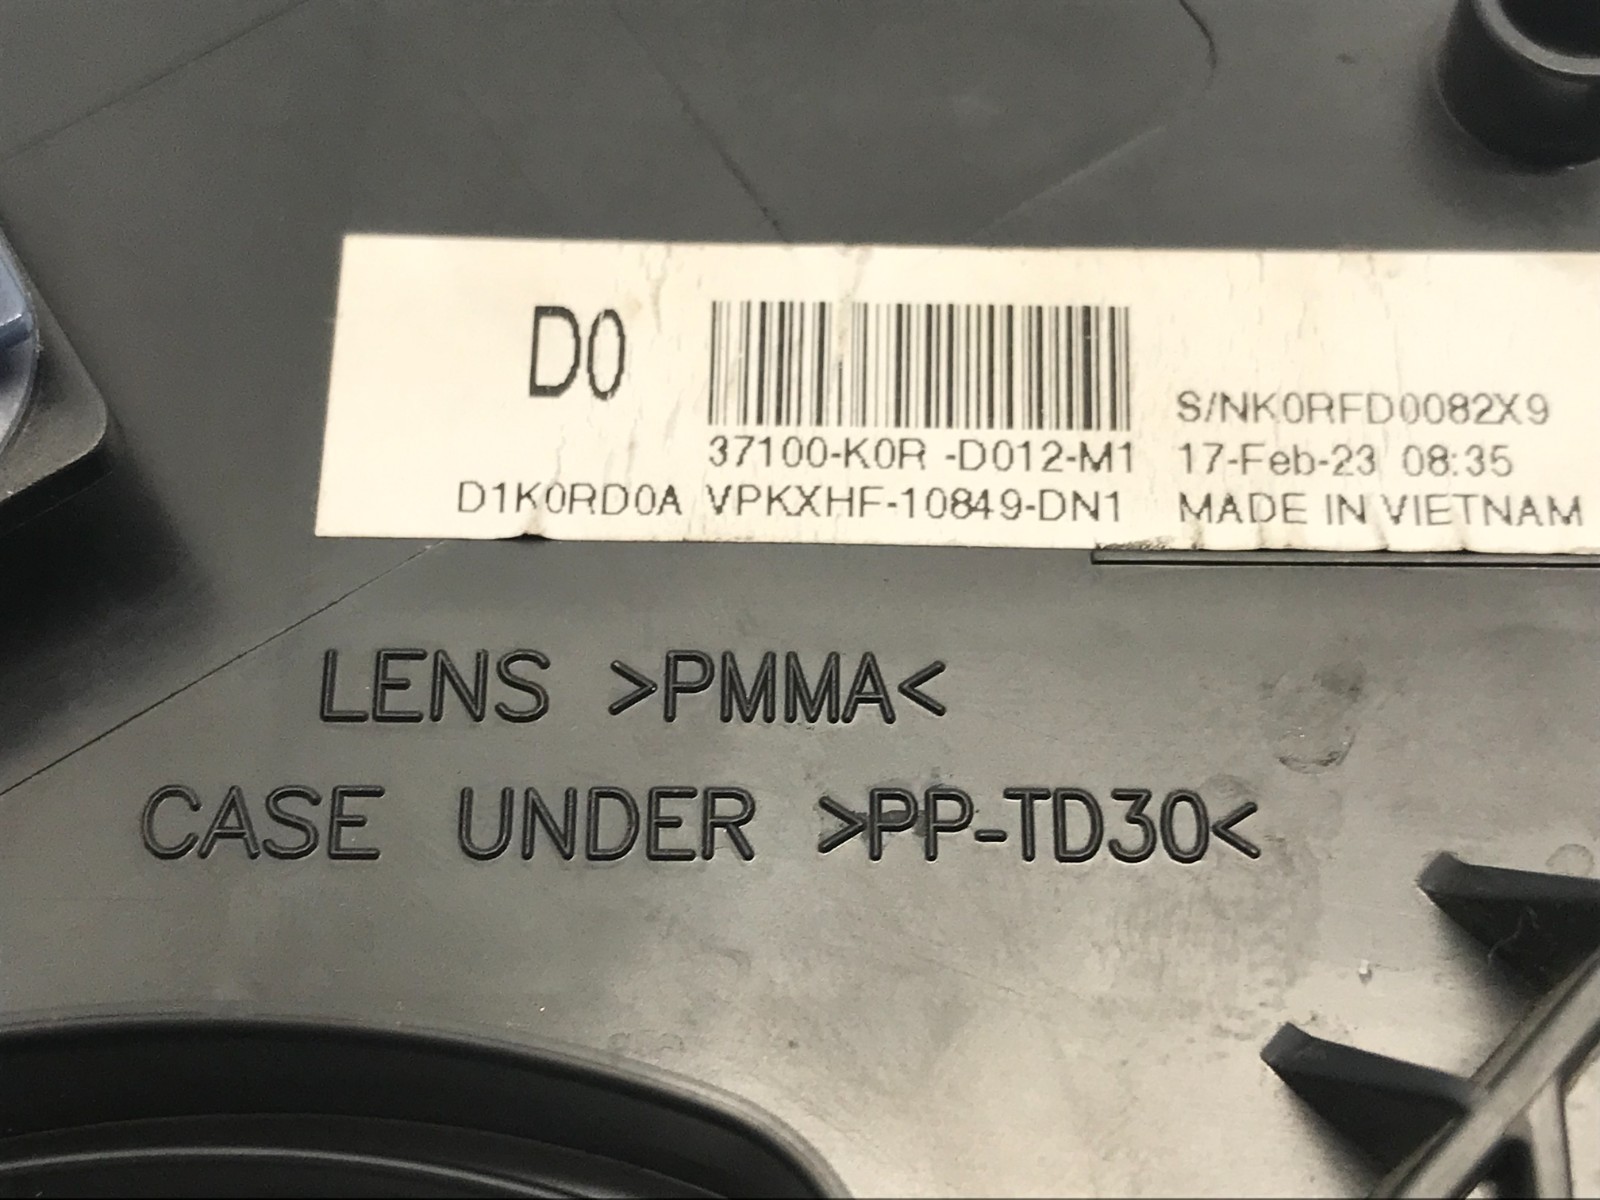 D0
37100-K0R -D012-M1
D1K0RD0A VPKXHF-10849-DN1
S/NK0RFD0082X9
17-Feb-23 08:35
MADE IN VIETNAM
LENS >PMMA<
CASE UNDER >PP-TD30<